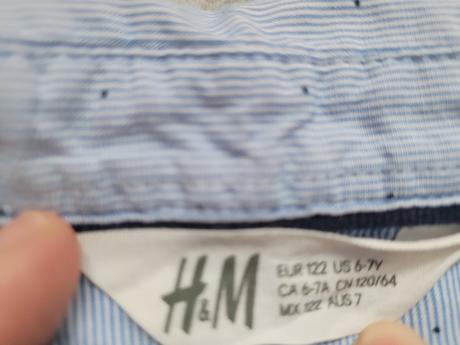 H&M
EUR 122 US 6-7Y
CA 6-7A CN 120/64
MX 122 AUS 7